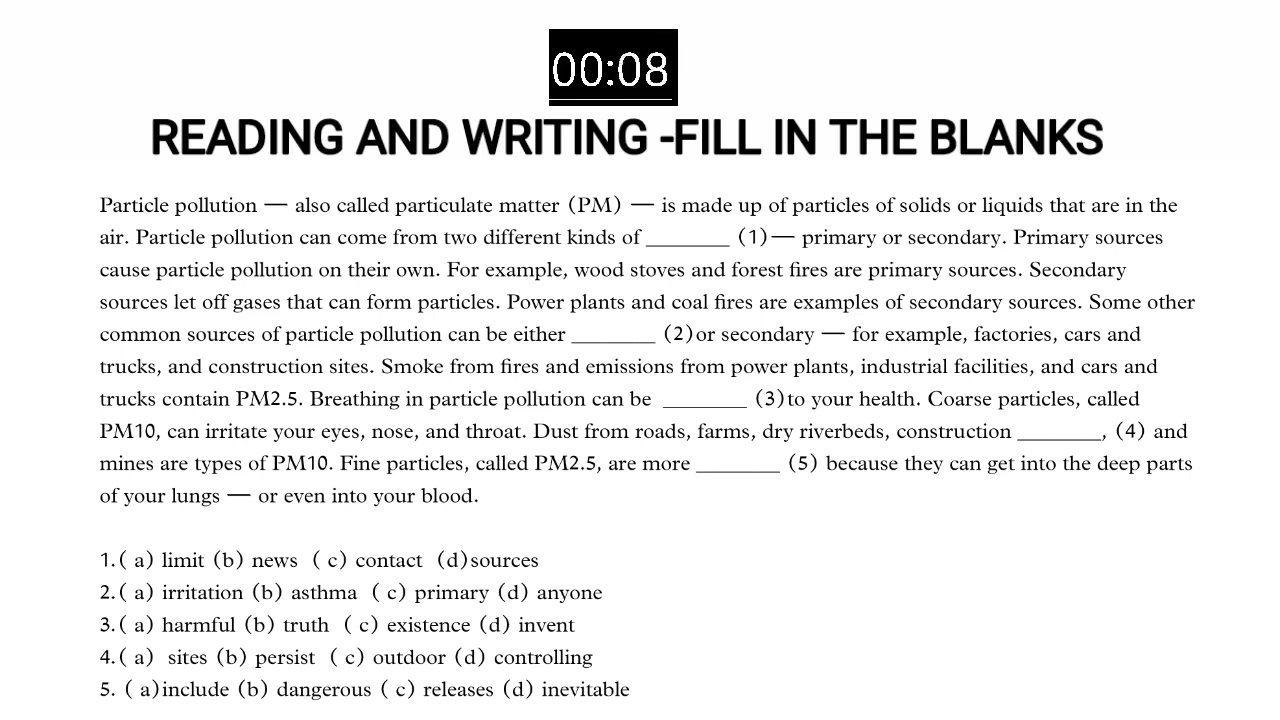 00:08
READING AND WRITING -FILL IN THE BLANKS
Particle pollution — also called particulate matter (PM) — is made up of particles of solids or liquids that are in the
air. Particle pollution can come from two different kinds of ________ (1)— primary or secondary. Primary sources
cause particle pollution on their own. For example, wood stoves and forest fires are primary sources. Secondary
sources let off gases that can form particles. Power plants and coal fires are examples of secondary sources. Some other
common sources of particle pollution can be either ________ (2)or secondary — for example, factories, cars and
trucks, and construction sites. Smoke from fires and emissions from power plants, industrial facilities, and cars and
trucks contain PM2.5. Breathing in particle pollution can be ________ (3)to your health. Coarse particles, called
PM10, can irritate your eyes, nose, and throat. Dust from roads, farms, dry riverbeds, construction ________, (4) and
mines are types of PM10. Fine particles, called PM2.5, are more ________ (5) because they can get into the deep parts
of your lungs — or even into your blood.
1.( a) limit (b) news ( c) contact (d)sources
2.( a) irritation (b) asthma ( c) primary (d) anyone
3.( a) harmful (b) truth ( c) existence (d) invent
4.( a) sites (b) persist ( c) outdoor (d) controlling
5. ( a)include (b) dangerous ( c) releases (d) inevitable